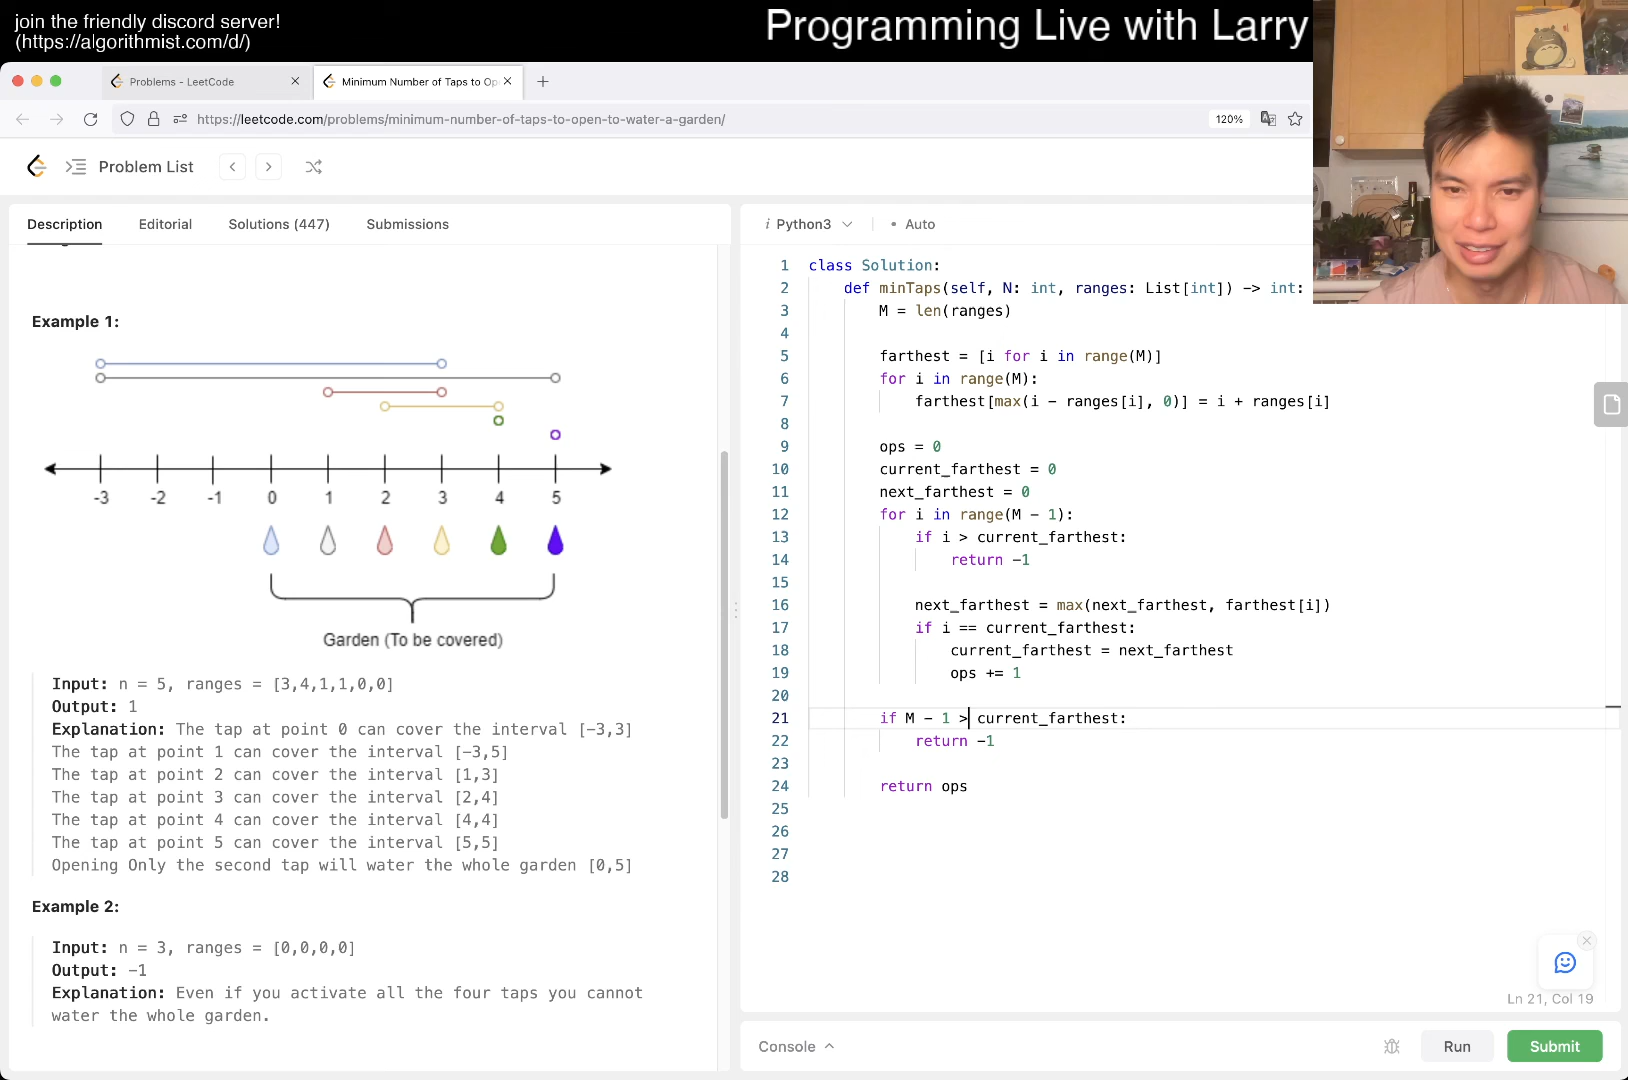 join the friendly discord server!
(https://algorithmist.com/d/)
Programming Live with Larry
Problems - LeetCode
Minimum Number of Taps to Op
https://leetcode.com/problems/minimum-number-of-taps-to-open-to-water-a-garden/
120%
Problem List
Description
Editorial
Solutions (447)
Submissions
Example 1:
-3 -2 -1 0 1 2 3 4 5
Garden (To be covered)
Input: n = 5, ranges = [3,4,1,1,0,0]
Output: 1
Explanation: The tap at point 0 can cover the interval [-3,3]
The tap at point 1 can cover the interval [-3,5]
The tap at point 2 can cover the interval [1,3]
The tap at point 3 can cover the interval [2,4]
The tap at point 4 can cover the interval [4,4]
The tap at point 5 can cover the interval [5,5]
Opening Only the second tap will water the whole garden [0,5]
Example 2:
Input: n = 3, ranges = [0,0,0,0]
Output: -1
Explanation: Even if you activate all the four taps you cannot
water the whole garden.
i Python3
• Auto
1 class Solution:
2 def minTaps(self, N: int, ranges: List[int]) -> int:
3 M = len(ranges)
4
5 farthest = [i for i in range(M)]
6 for i in range(M):
7 farthest[max(i - ranges[i], 0)] = i + ranges[i]
8
9 ops = 0
10 current_farthest = 0
11 next_farthest = 0
12 for i in range(M - 1):
13 if i > current_farthest:
14 return -1
15
16 next_farthest = max(next_farthest, farthest[i])
17 if i == current_farthest:
18 current_farthest = next_farthest
19 ops += 1
20
21 if M - 1 > current_farthest:
22 return -1
23
24 return ops
25
26
27
28
Ln 21, Col 19
Console
Run
Submit